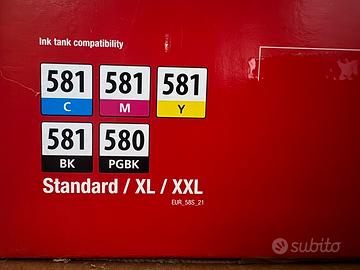 Ink tank compatibility
581 581 581
C M Y
581 580
BK PGBK
Standard / XL / XXL
EUR_58S_21
subito